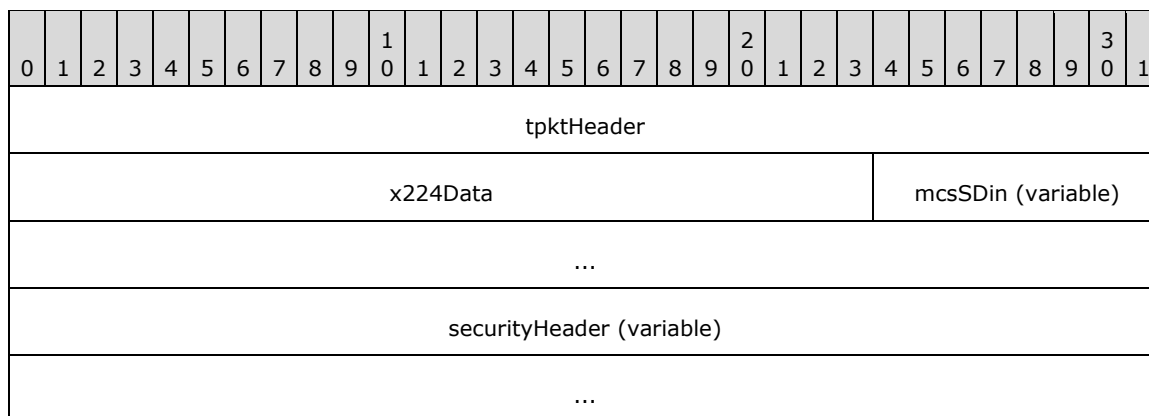 1 2 3
0 1 2 3 4 5 6 7 8 9 0 1 2 3 4 5 6 7 8 9 0 1 2 3 4 5 6 7 8 9 0 1
tpktHeader
x224Data mcsSDin (variable)
...
securityHeader (variable)
...